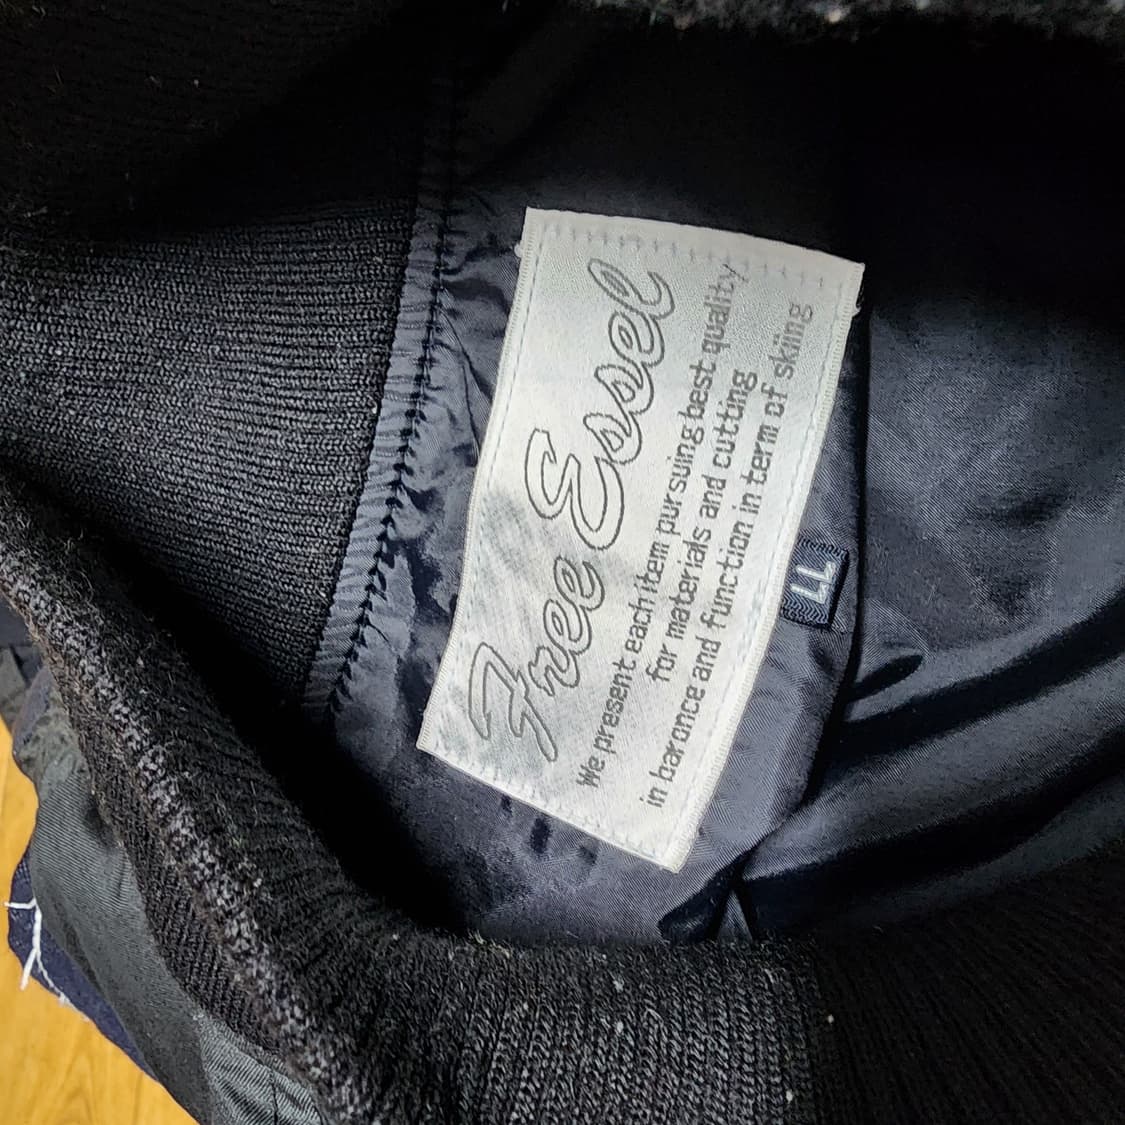 Free Essel
We present each item pursuing best quality
for materials and cutting
in baronce and function in term of skiing
LL